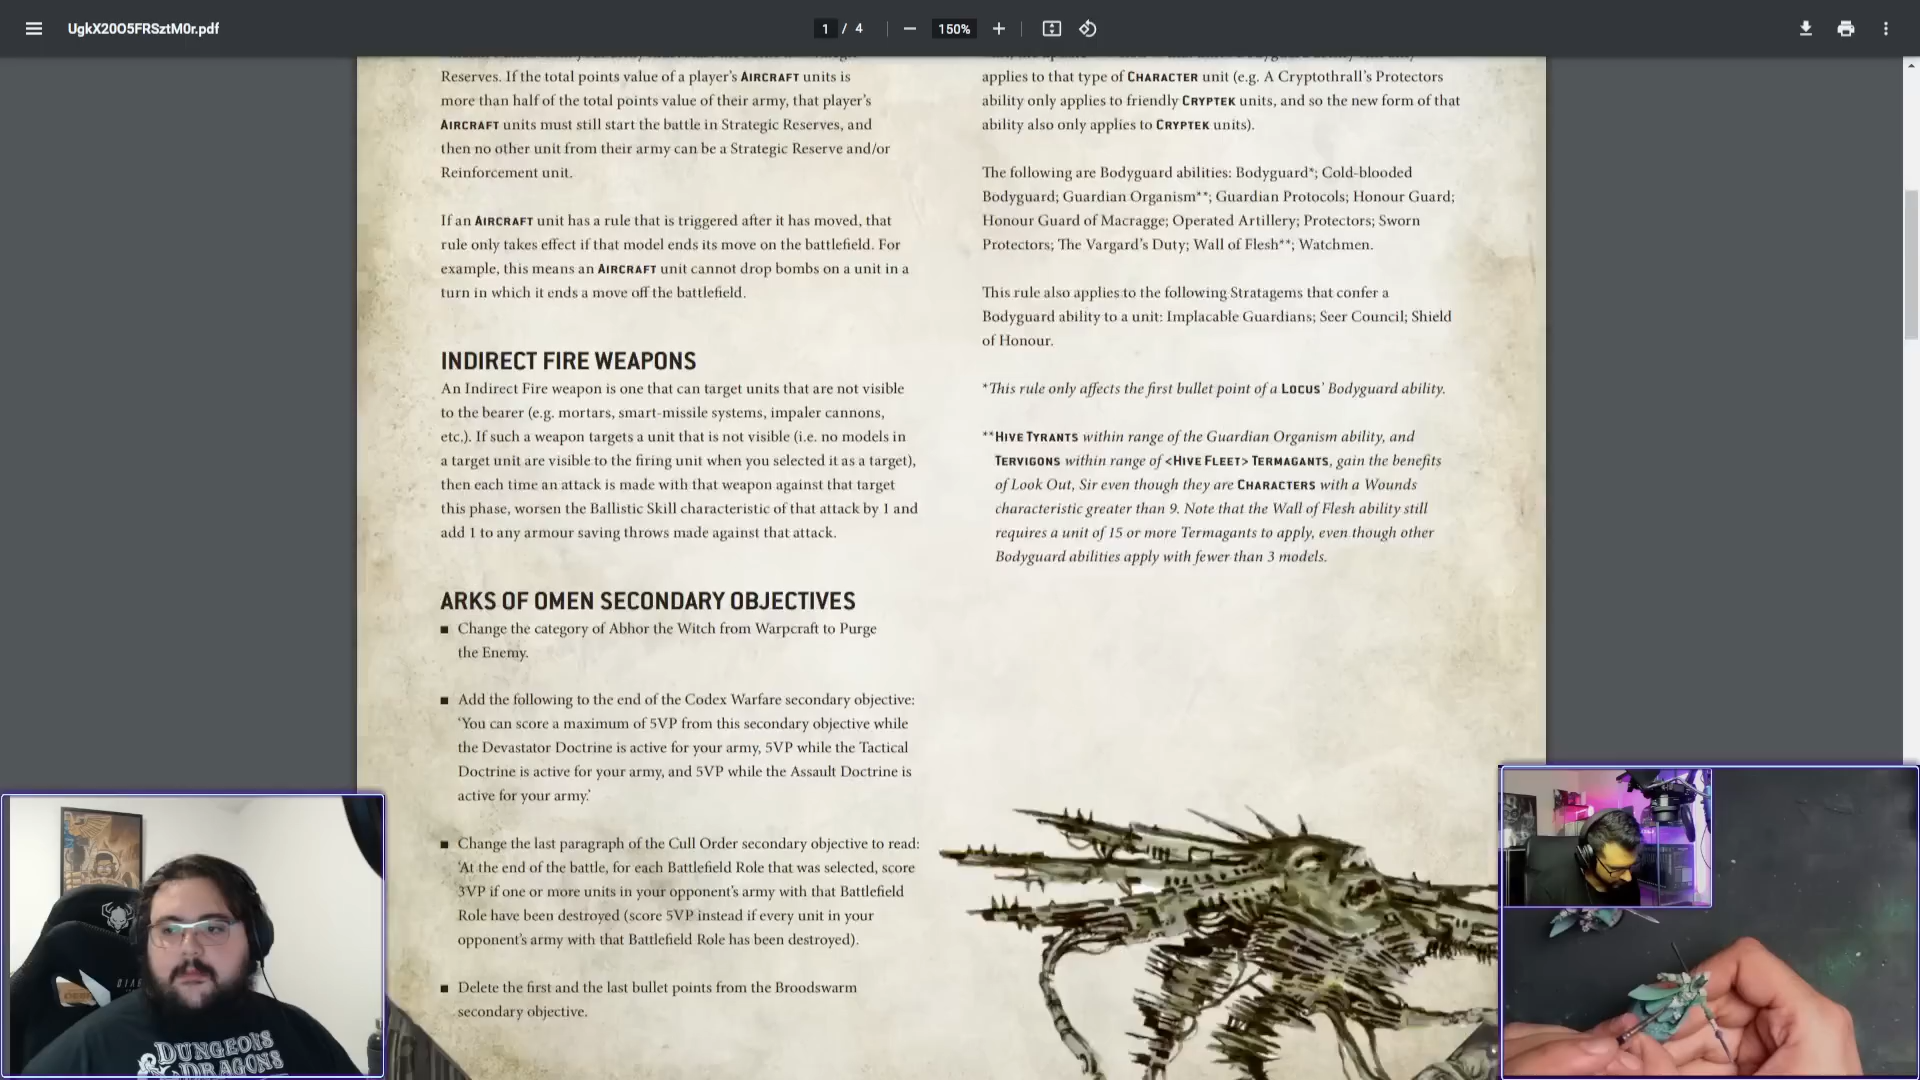 UgkX20O5FRSztM0r.pdf
1 / 4
150%
Reserves. If the total points value of a player's AIRCRAFT units is
more than half of the total points value of their army, that player's
AIRCRAFT units must still start the battle in Strategic Reserves, and
then no other unit from their army can be a Strategic Reserve and/or
Reinforcement unit.
If an AIRCRAFT unit has a rule that is triggered after it has moved, that
rule only takes effect if that model ends its move on the battlefield. For
example, this means an AIRCRAFT unit cannot drop bombs on a unit in a
turn in which it ends a move off the battlefield.
INDIRECT FIRE WEAPONS
An Indirect Fire weapon is one that can target units that are not visible
to the bearer (e.g. mortars, smart-missile systems, impaler cannons,
etc.). If such a weapon targets a unit that is not visible (i.e. no models in
a target unit are visible to the firing unit when you selected it as a target),
then each time an attack is made with that weapon against that target
this phase, worsen the Ballistic Skill characteristic of that attack by 1 and
add 1 to any armour saving throws made against that attack.
ARKS OF OMEN SECONDARY OBJECTIVES
■ Change the category of Abhor the Witch from Warpcraft to Purge
the Enemy.
■ Add the following to the end of the Codex Warfare secondary objective:
'You can score a maximum of 5VP from this secondary objective while
the Devastator Doctrine is active for your army, 5VP while the Tactical
Doctrine is active for your army, and 5VP while the Assault Doctrine is
active for your army.'
■ Change the last paragraph of the Cull Order secondary objective to read:
'At the end of the battle, for each Battlefield Role that was selected, score
3VP if one or more units in your opponent's army with that Battlefield
Role have been destroyed (score 5VP instead if every unit in your
opponent's army with that Battlefield Role has been destroyed).
■ Delete the first and the last bullet points from the Broodswarm
secondary objective.
applies to that type of CHARACTER unit (e.g. A Cryptothrall's Protectors
ability only applies to friendly CRYPTEK units, and so the new form of that
ability also only applies to CRYPTEK units).
The following are Bodyguard abilities: Bodyguard*; Cold-blooded
Bodyguard; Guardian Organism**; Guardian Protocols; Honour Guard;
Honour Guard of Macragge; Operated Artillery; Protectors; Sworn
Protectors; The Vargard's Duty; Wall of Flesh**; Watchmen.
This rule also applies to the following Stratagems that confer a
Bodyguard ability to a unit: Implacable Guardians; Seer Council; Shield
of Honour.
*This rule only affects the first bullet point of a LOCUS' Bodyguard ability.
**HIVE TYRANTS within range of the Guardian Organism ability, and
TERVIGONS within range of <HIVE FLEET> TERMAGANTS, gain the benefits
of Look Out, Sir even though they are CHARACTERS with a Wounds
characteristic greater than 9. Note that the Wall of Flesh ability still
requires a unit of 15 or more Termagants to apply, even though other
Bodyguard abilities apply with fewer than 3 models.
DUNGEONS
& DRAGONS